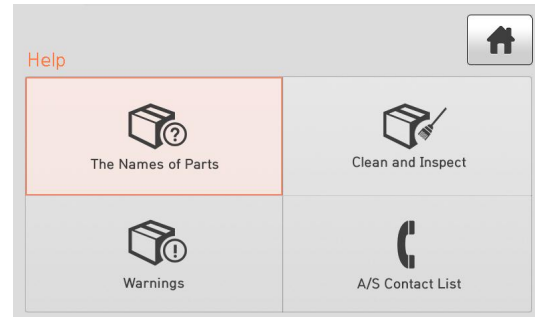 Help
The Names of Parts
Clean and Inspect
Warnings
A/S Contact List